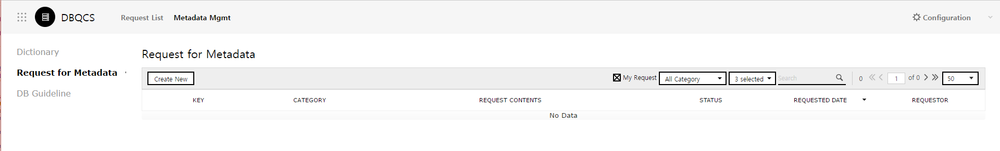 DBQCS Request List Metadata Mgmt Configuration
Dictionary
Request for Metadata
DB Guideline
Request for Metadata
Create New My Request All Category 3 selected Search 0 1 of 0 50
KEY CATEGORY REQUEST CONTENTS STATUS REQUESTED DATE REQUESTOR
No Data